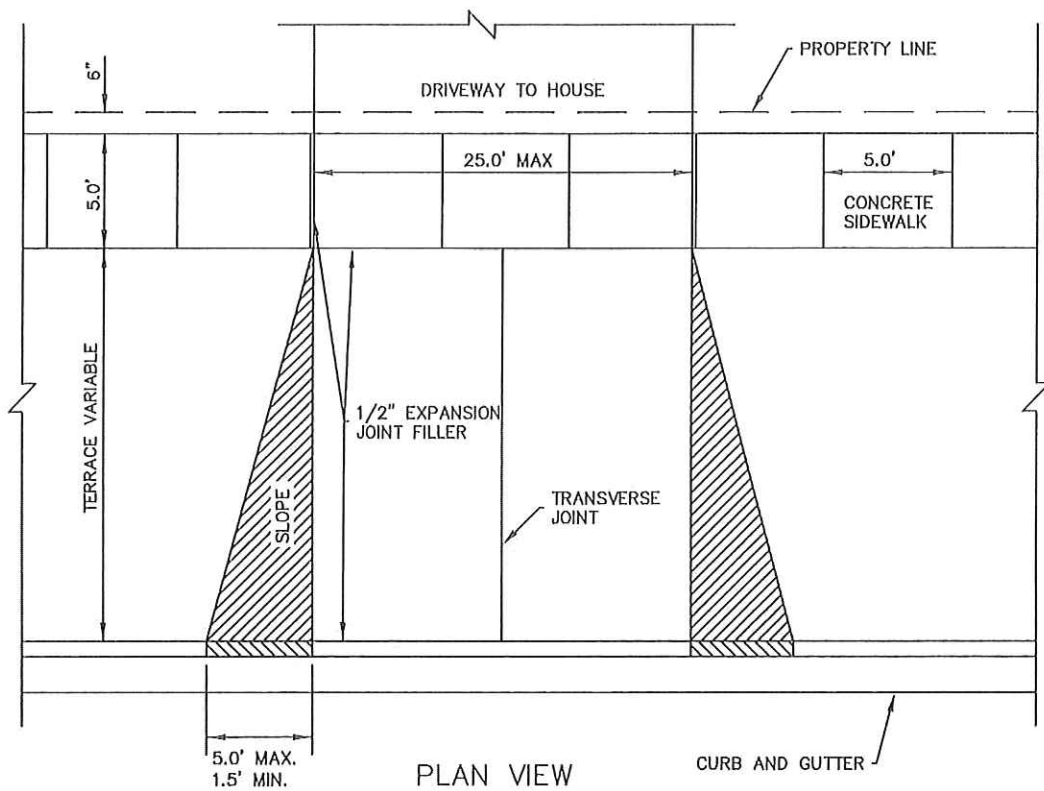 PROPERTY LINE
6"
DRIVEWAY TO HOUSE
25.0' MAX
5.0'
5.0'
CONCRETE
SIDEWALK
TERRACE VARIABLE
1/2" EXPANSION
JOINT FILLER
SLOPE
TRANSVERSE
JOINT
5.0' MAX.
1.5' MIN.
PLAN VIEW
CURB AND GUTTER